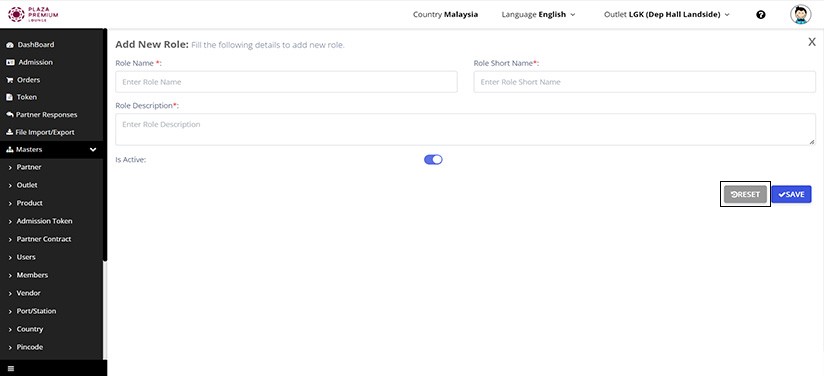 PLAZA
PREMIUM
LOUNGE
Country Malaysia
Language English
Outlet LGK (Dep Hall Landside)
?
DashBoard
Admission
Orders
Token
Partner Responses
File Import/Export
Masters
Partner
Outlet
Product
Admission Token
Partner Contract
Users
Members
Vendor
Port/Station
Country
Pincode
Add New Role: Fill the following details to add new role.
X
Role Name *:
Role Short Name*:
Enter Role Name
Enter Role Short Name
Role Description*:
Enter Role Description
Is Active:
RESET
SAVE